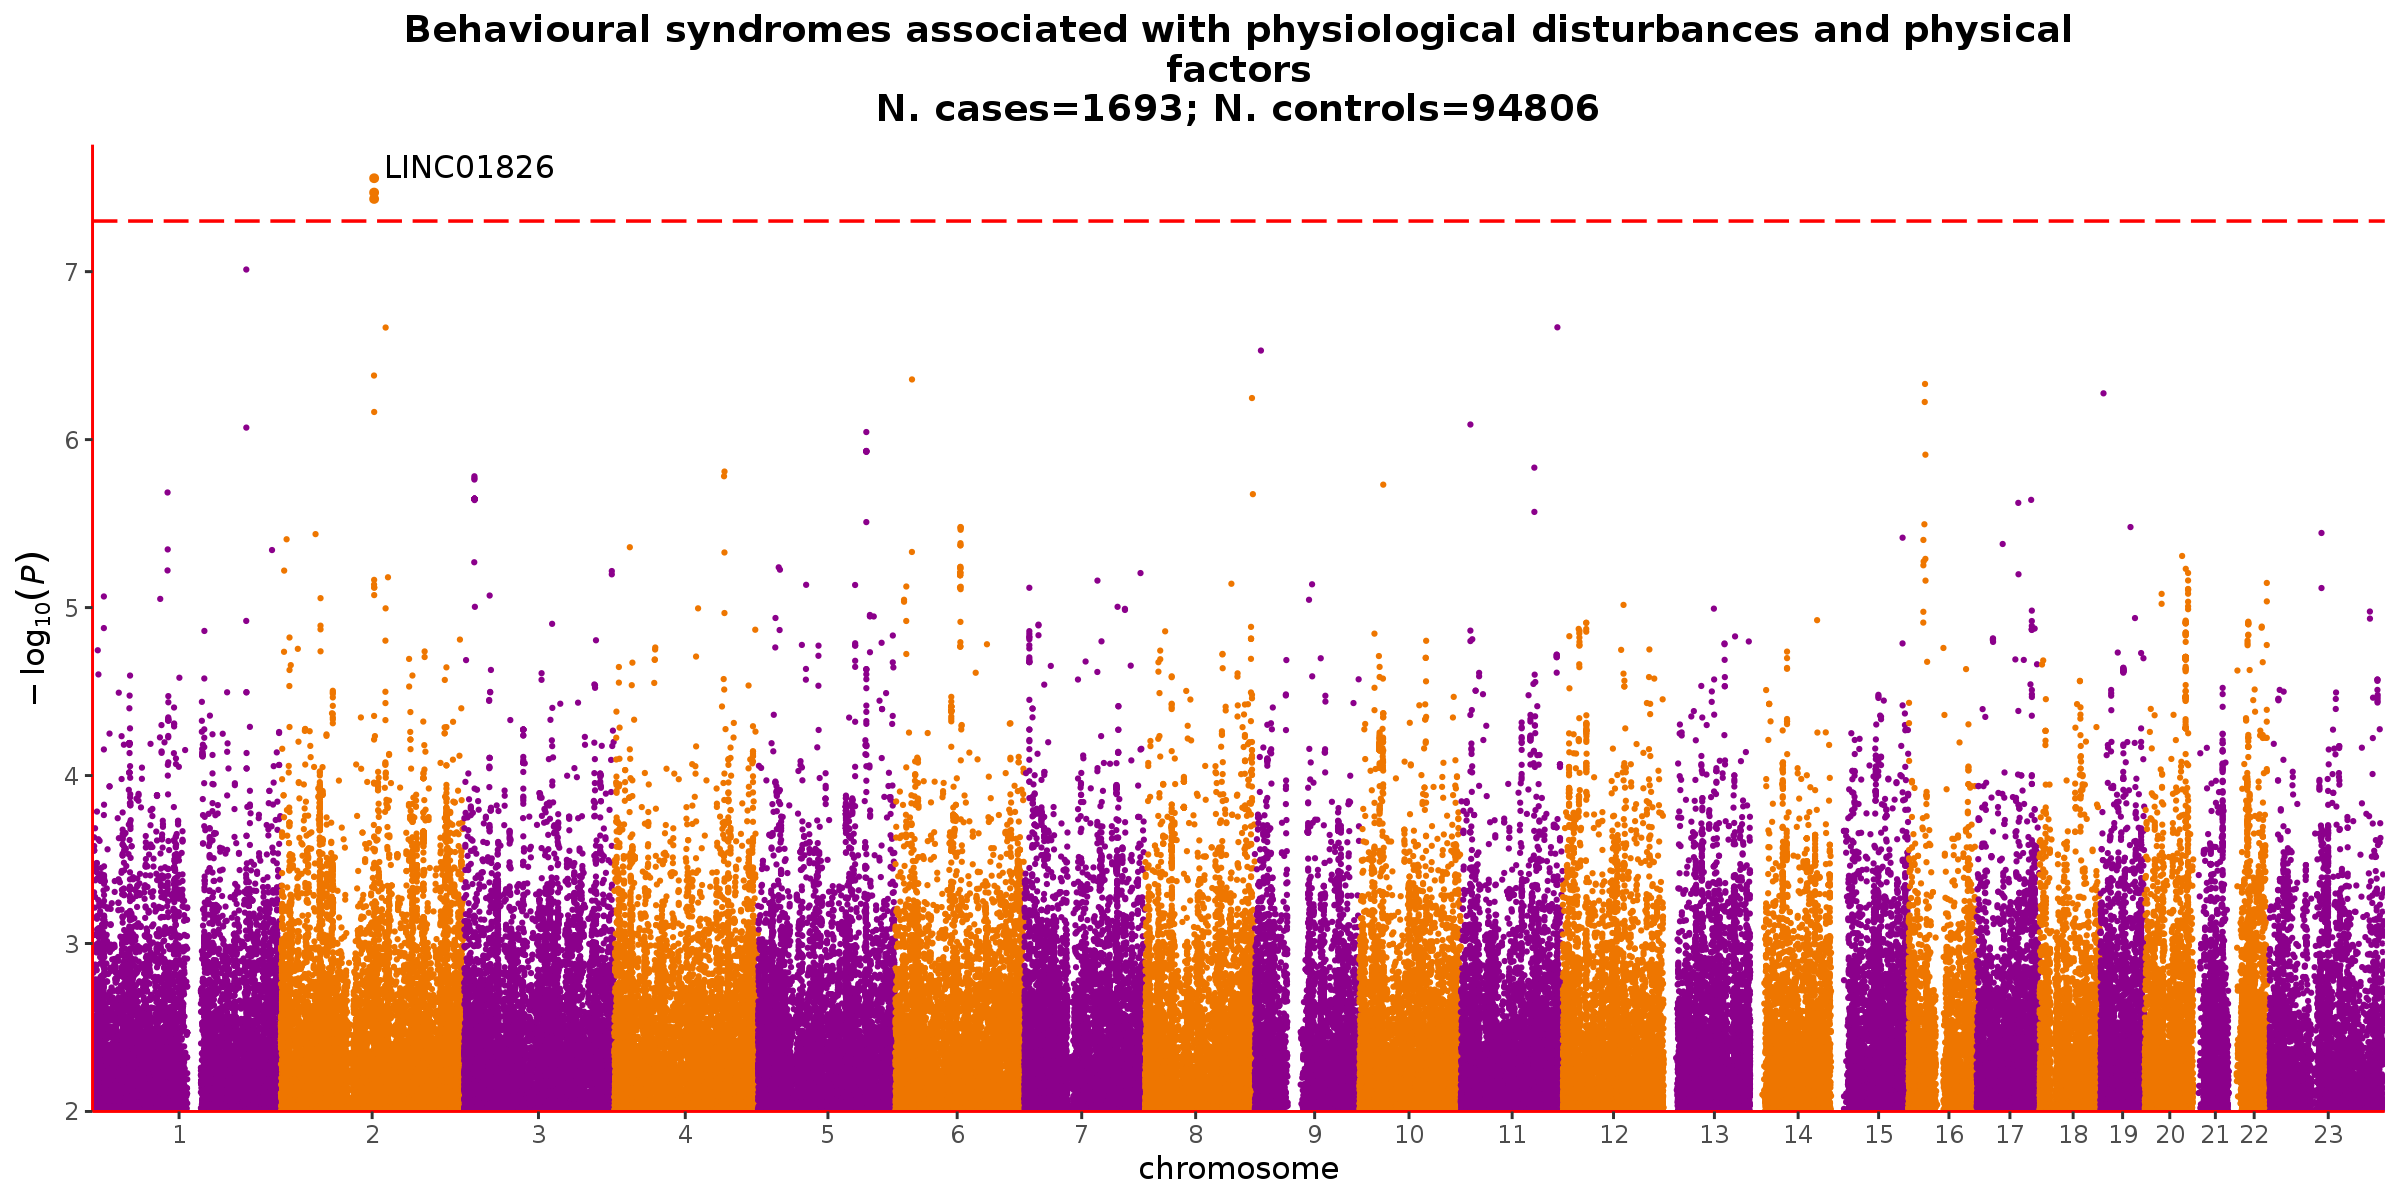 Behavioural syndromes associated with physiological disturbances and physical
factors
N. cases=1693; N. controls=94806
LINC01826
7
6
5
4
3
2
−log₁₀(P)
1 2 3 4 5 6 7 8 9 10 11 12 13 14 15 16 17 18 19 20 21 22 23
chromosome